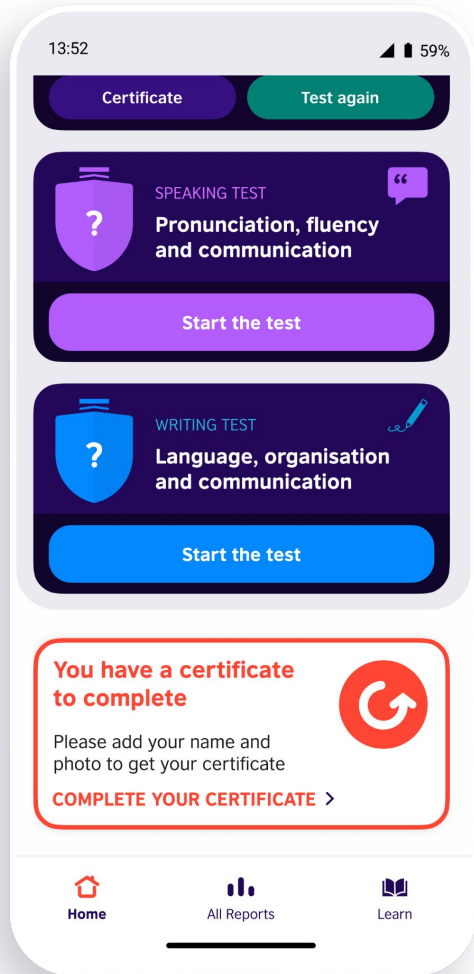 13:52
59%
Certificate
Test again
SPEAKING TEST
“
?
Pronunciation, fluency
and communication
Start the test
WRITING TEST
?
Language, organisation
and communication
Start the test
You have a certificate
to complete
Please add your name and
photo to get your certificate
COMPLETE YOUR CERTIFICATE >
Home
All Reports
Learn